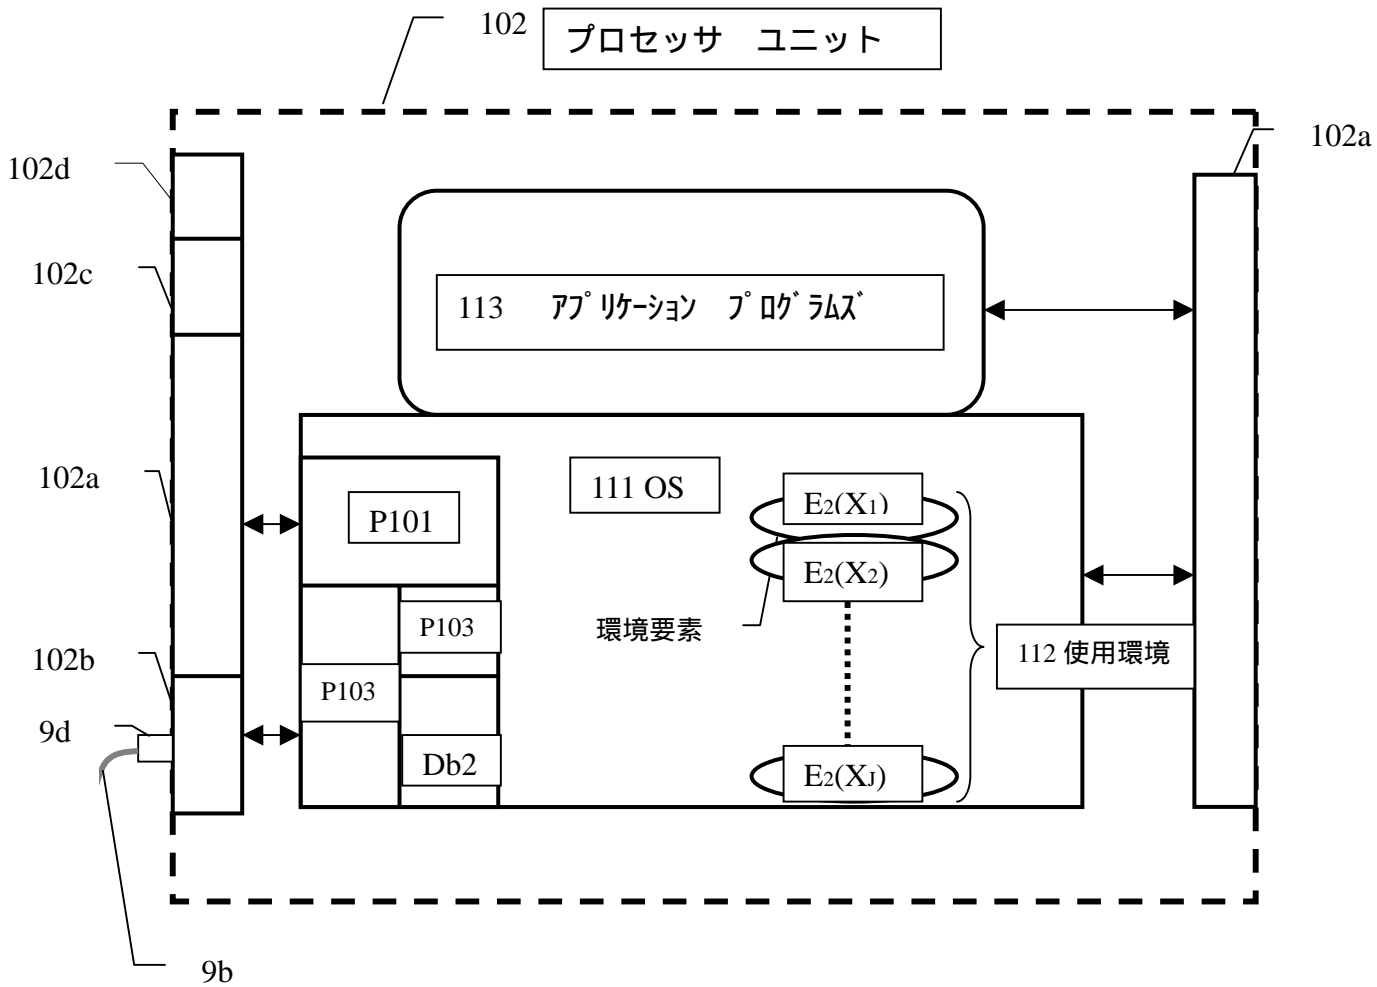 102 プロセッサ ユニット
102a
102d
102c
113 アプリケーション プログラムズ
102a
111 OS
P101
E2(X1)
E2(X2)
環境要素
P103
112 使用環境
102b
P103
9d
Db2
E2(XJ)
9b